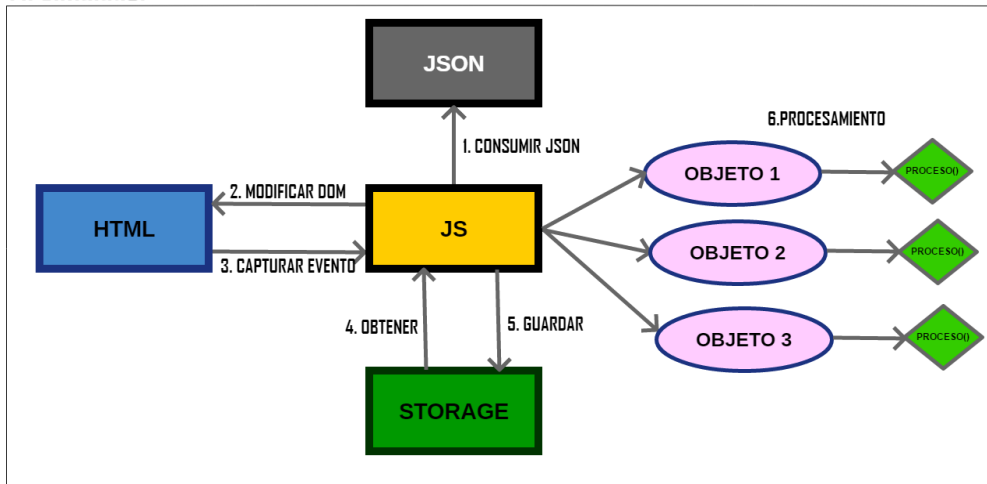 JSON
6.PROCESAMIENTO
1. CONSUMIR JSON
OBJETO 1
PROCESO()
2. MODIFICAR DOM
HTML
JS
OBJETO 2
PROCESO()
3. CAPTURAR EVENTO
4. OBTENER
5. GUARDAR
OBJETO 3
PROCESO()
STORAGE